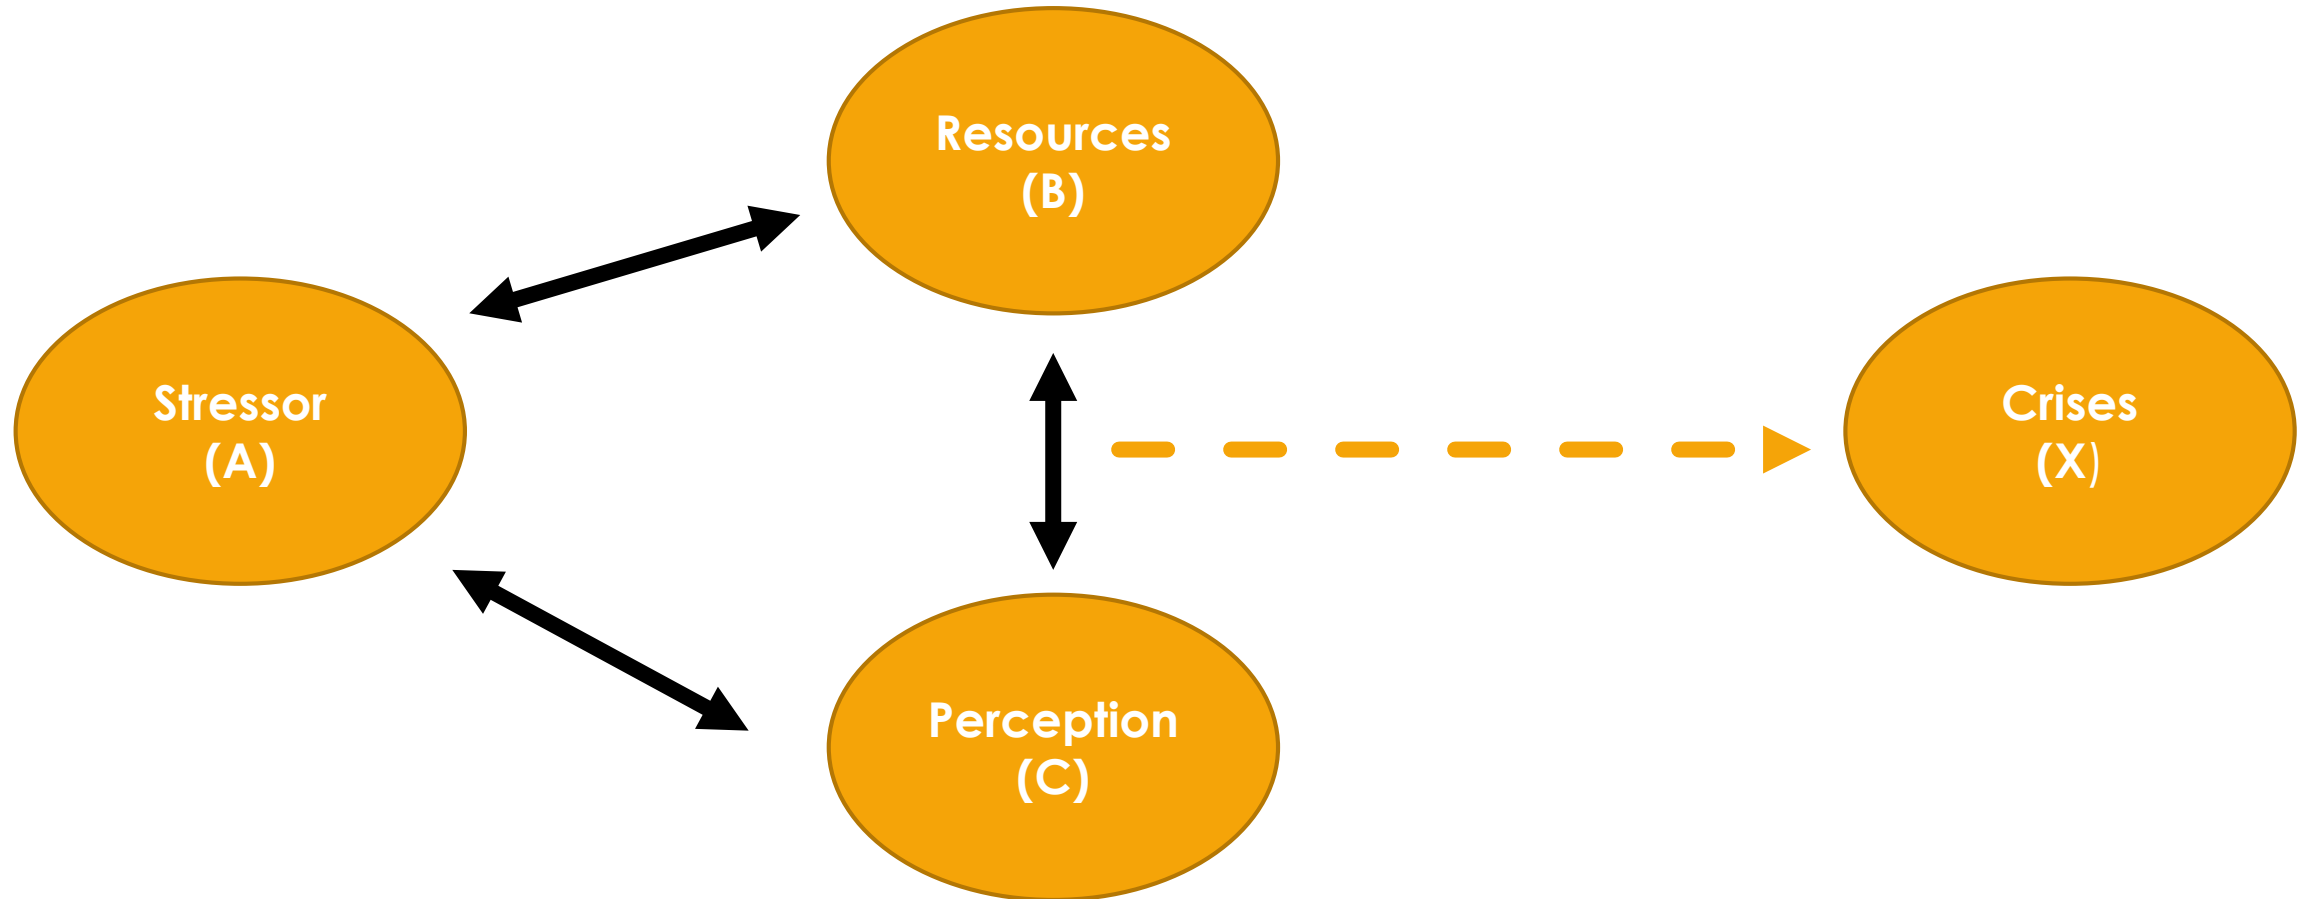 Resources
(B)
Stressor
(A)
Crises
(X)
Perception
(C)